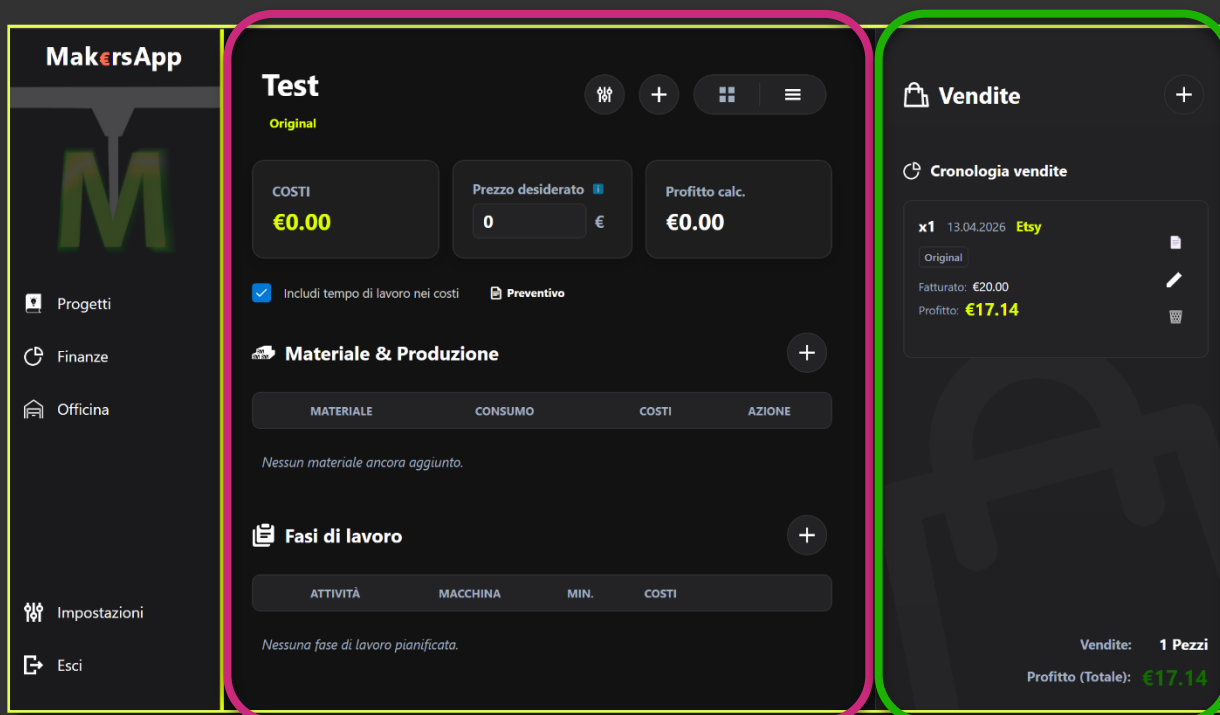 MakersApp
M
Progetti
Finanze
Officina
Impostazioni
Esci
Test
Original
COSTI
€0.00
Prezzo desiderato i
0 €
Profitto calc.
€0.00
Includi tempo di lavoro nei costi Preventivo
Materiale & Produzione
MATERIALE CONSUMO COSTI AZIONE
Nessun materiale ancora aggiunto.
Fasi di lavoro
ATTIVITÀ MACCHINA MIN. COSTI
Nessuna fase di lavoro pianificata.
Vendite
Cronologia vendite
x1 13.04.2026 Etsy
Original
Fatturato: €20.00
Profitto: €17.14
Vendite: 1 Pezzi
Profitto (Totale): €17.14